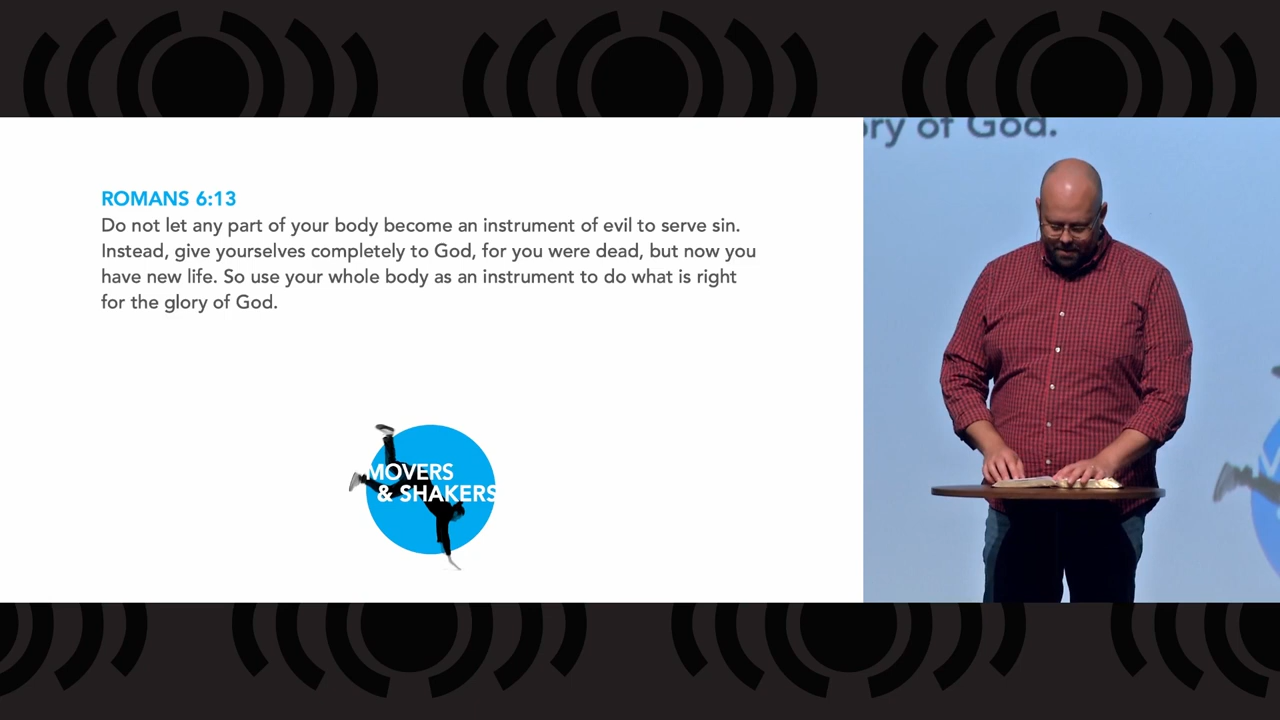 ROMANS 6:13
Do not let any part of your body become an instrument of evil to serve sin.
Instead, give yourselves completely to God, for you were dead, but now you
have new life. So use your whole body as an instrument to do what is right
for the glory of God.
MOVERS
& SHAKERS
ory of God.
M